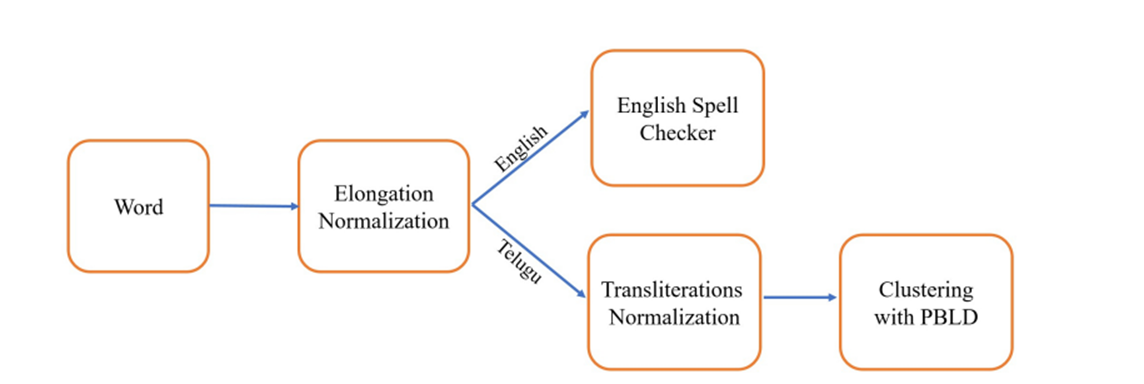 Word
Elongation
Normalization
English
Telugu
English Spell
Checker
Transliterations
Normalization
Clustering
with PBLD